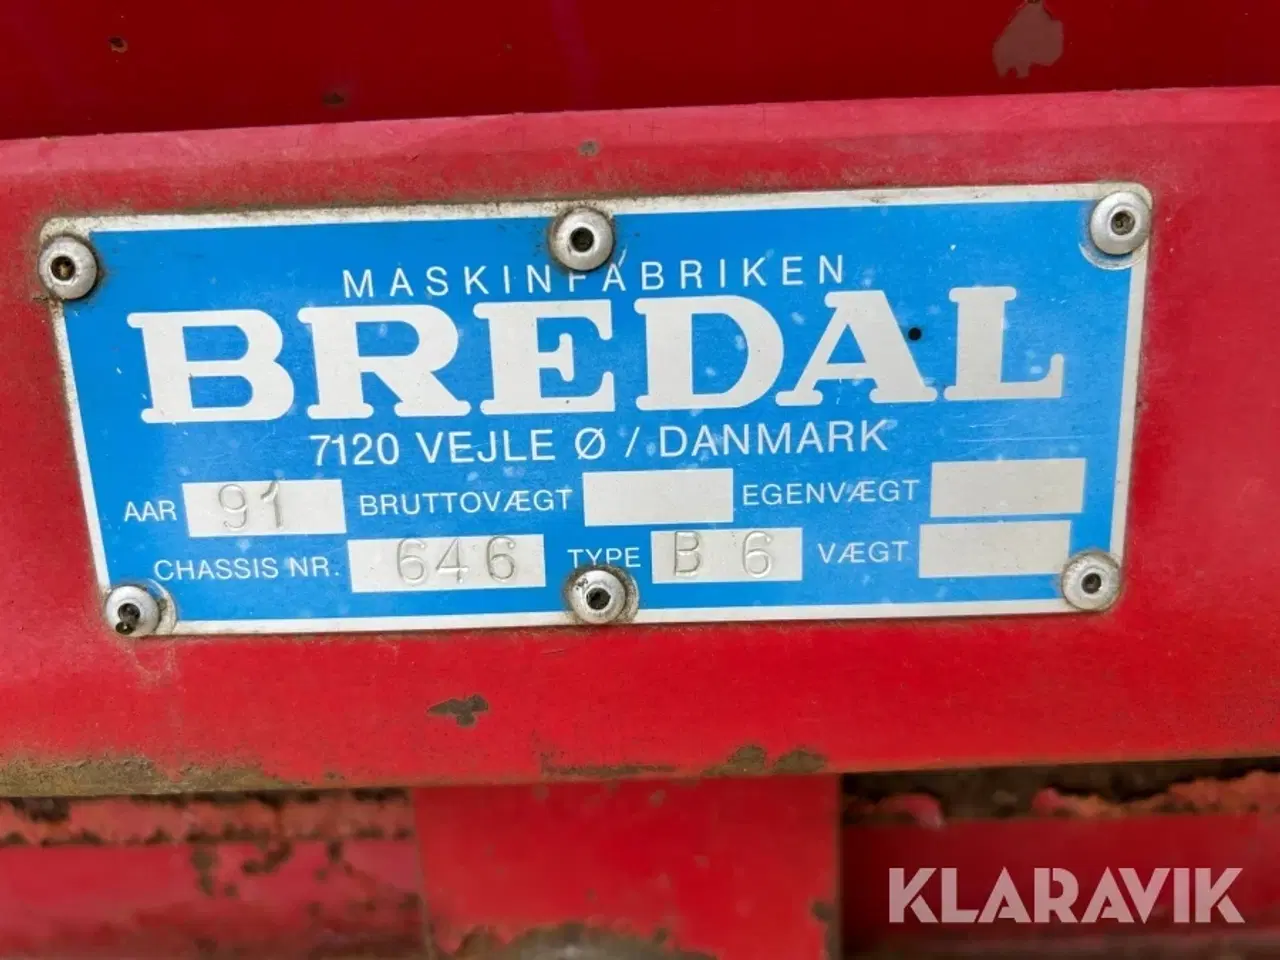 MASKINFABRIKEN
BREDAL
7120 VEJLE Ø / DANMARK
AAR 91 BRUTTOVÆGT EGENVÆGT
CHASSIS NR. 646 TYPE B 6 VÆGT
KLARAVIK